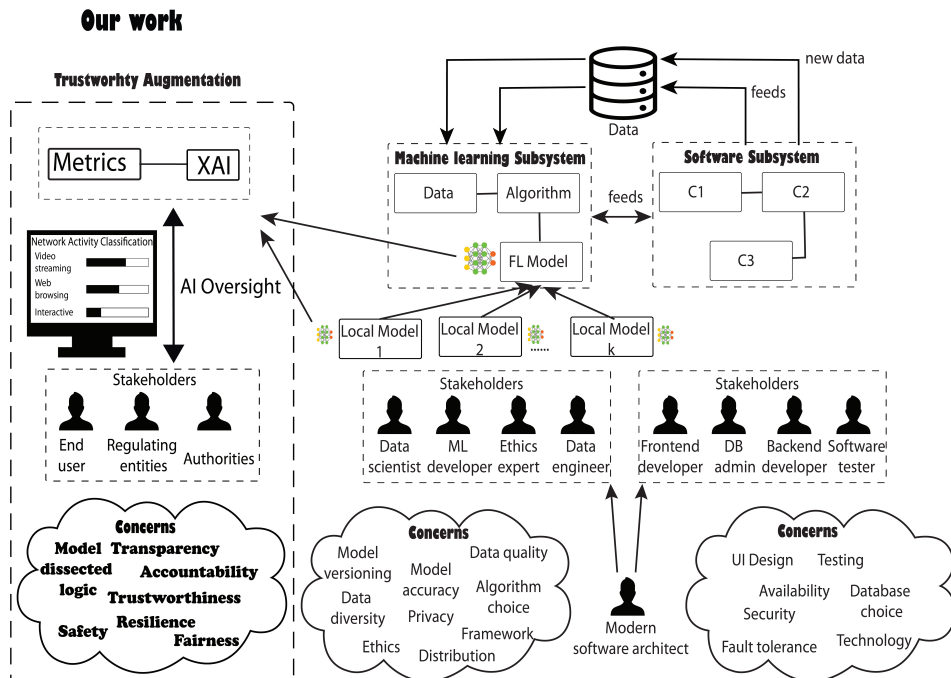 Our work
Trustworhty Augmentation
Metrics
XAI
Network Activity Classification
Video
streaming
Web
browsing
Interactive
AI Oversight
Stakeholders
End
user
Regulating
entities
Authorities
Concerns
Model
dissected
logic
Transparency
Accountability
Trustworthiness
Resilience
Safety
Fairness
new data
feeds
Data
Machine learning Subsystem
Data
Algorithm
FL Model
feeds
Software Subsystem
C1
C2
C3
Local Model
1
Local Model
2
......
Local Model
k
Stakeholders
Data
scientist
ML
developer
Ethics
expert
Data
engineer
Stakeholders
Frontend
developer
DB
admin
Backend
developer
Software
tester
Concerns
Model
versioning
Data quality
Model
accuracy
Algorithm
choice
Data
diversity
Privacy
Framework
Ethics
Distribution
Modern
software architect
Concerns
UI Design
Testing
Availability
Database
choice
Security
Fault tolerance
Technology